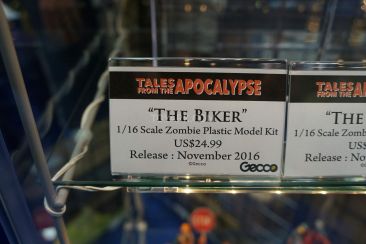 TALES
FROM THE APOCALYPSE
"THE BIKER"
1/16 Scale Zombie Plastic Model Kit
US$24.99
Release : November 2016
©Gecco
Gecco
TALES
FROM THE AP
"THE
1/16 Scale Zomb
US$
Release :